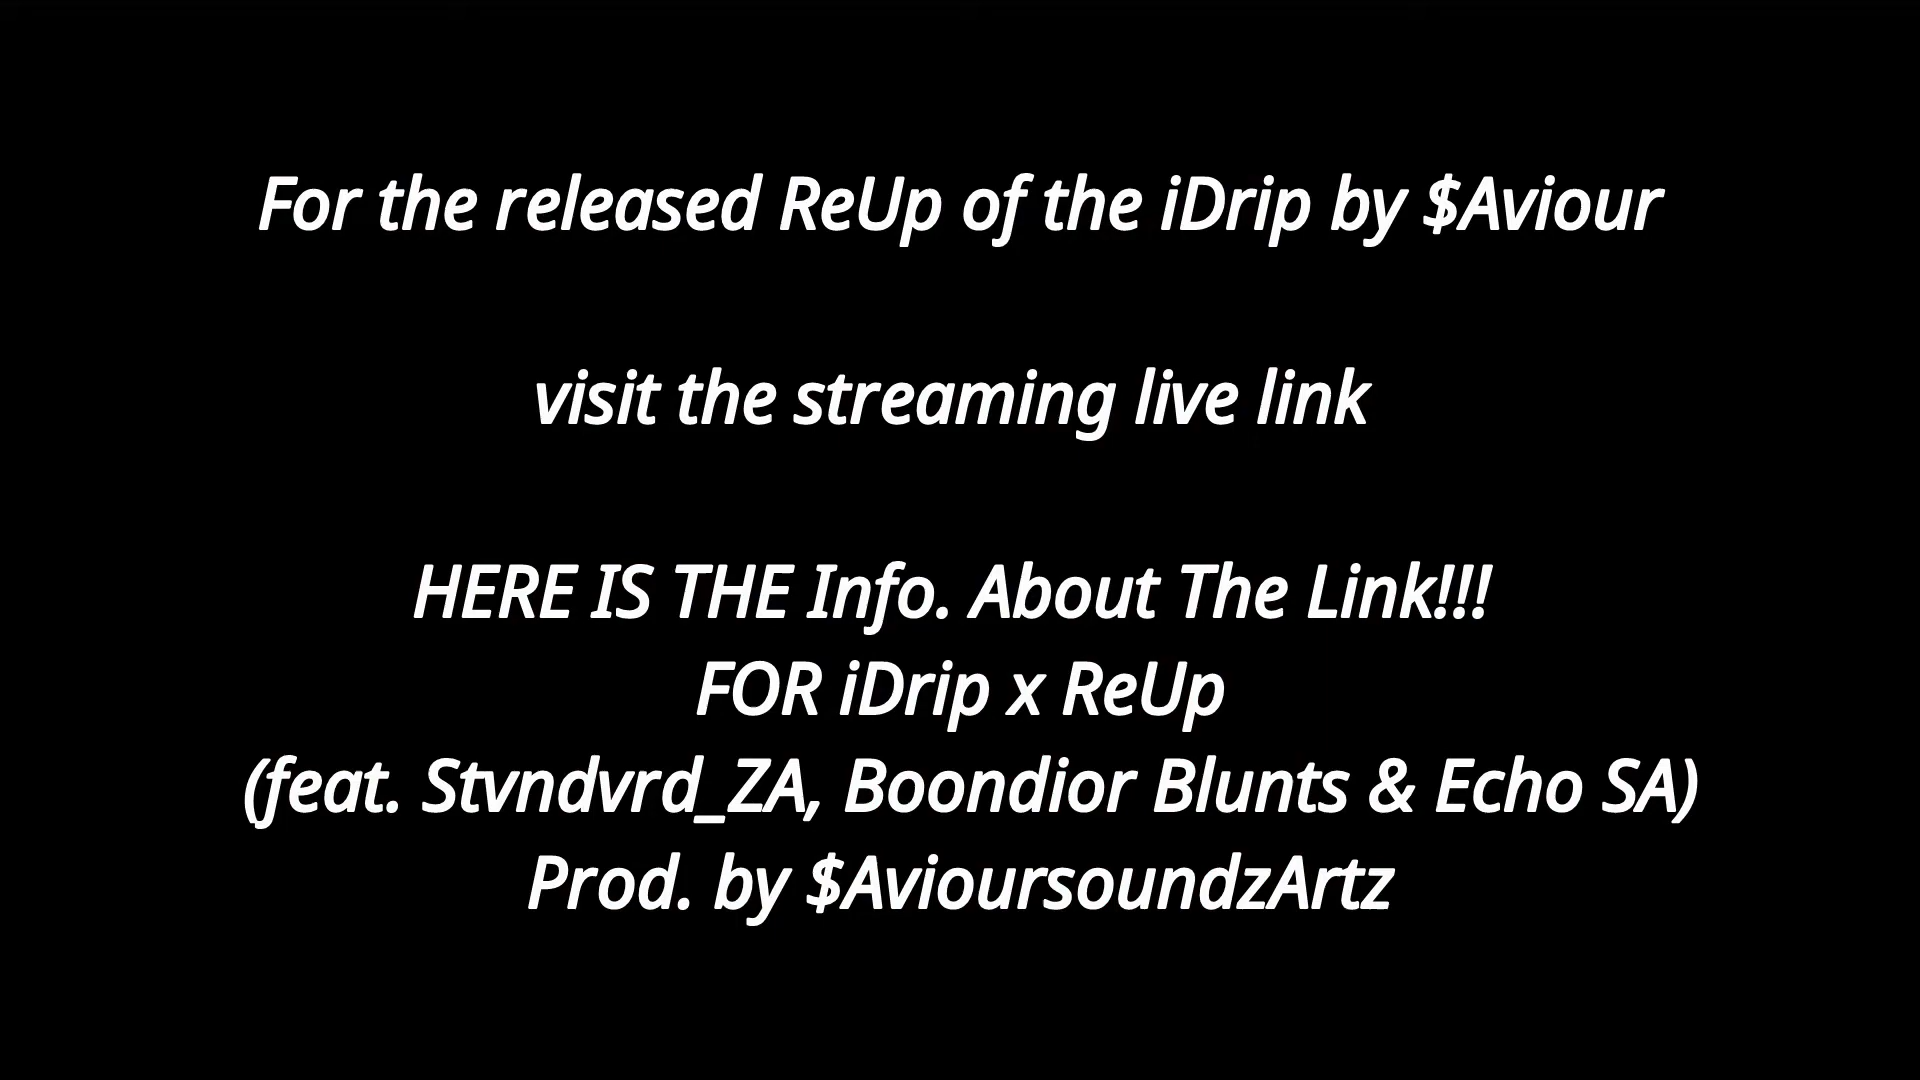 For the released ReUp of the iDrip by $Aviour
visit the streaming live link
HERE IS THE Info. About The Link!!!
FOR iDrip x ReUp
(feat. Stvndvrd_ZA, Boondior Blunts & Echo SA)
Prod. by $AvioursoundzArtz